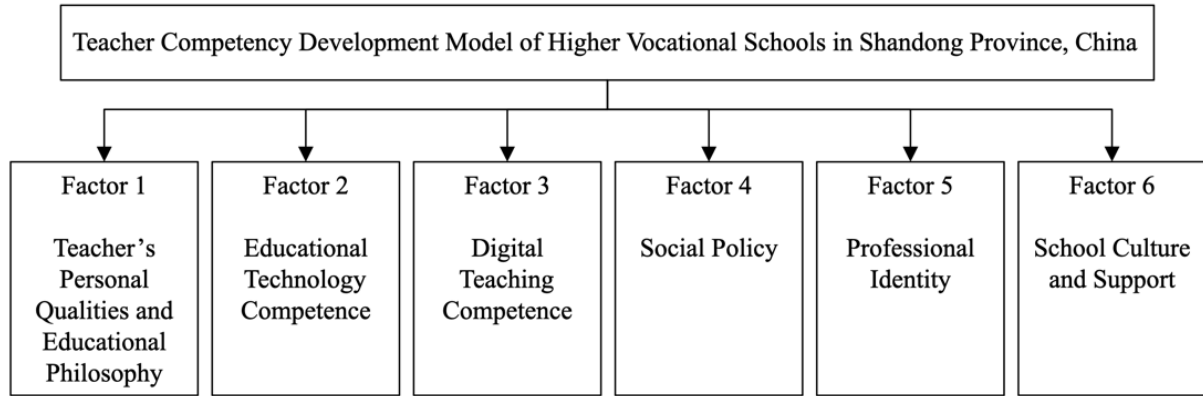 Teacher Competency Development Model of Higher Vocational Schools in Shandong Province, China
Factor 1
Teacher’s
Personal
Qualities and
Educational
Philosophy
Factor 2
Educational
Technology
Competence
Factor 3
Digital
Teaching
Competence
Factor 4
Social Policy
Factor 5
Professional
Identity
Factor 6
School Culture
and Support